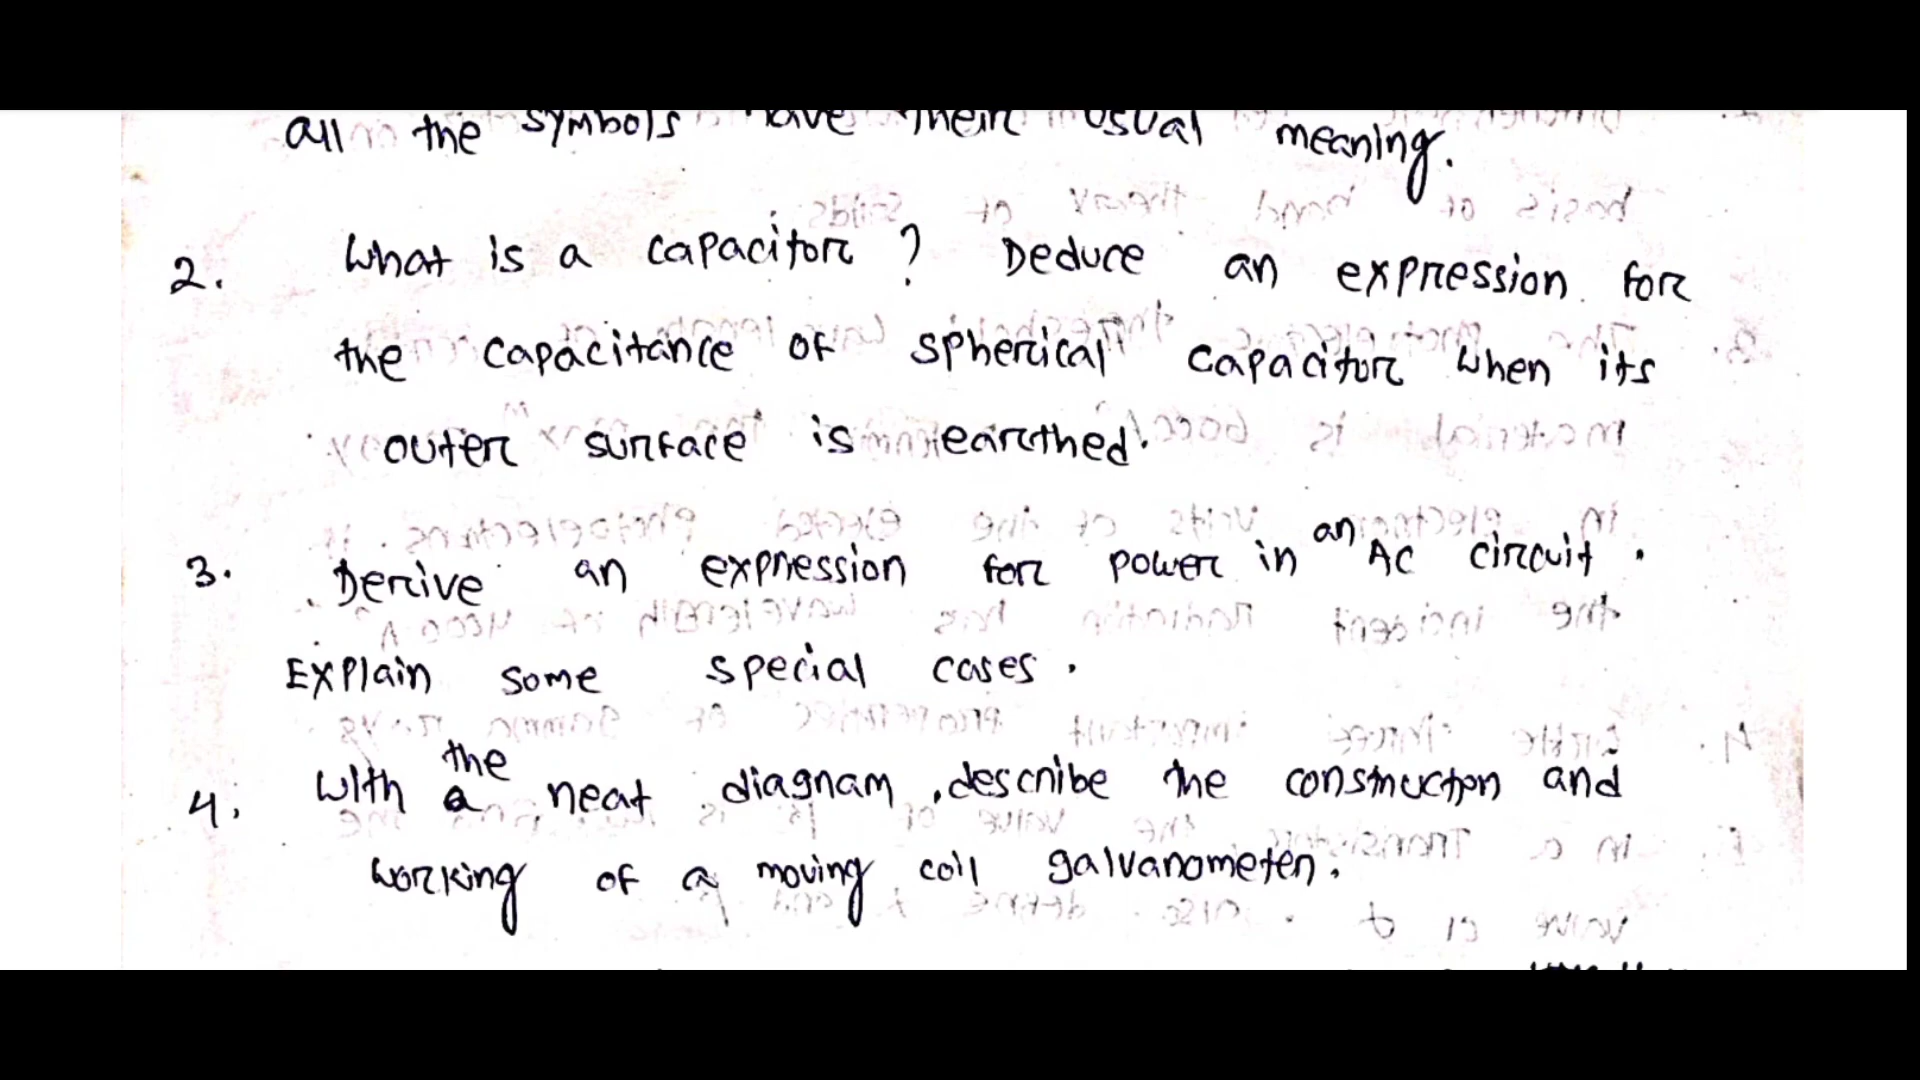 all the symbols have their usual meaning.
2. What is a capacitor ? Deduce an expression for
the capacitance of spherical capacitor when its
outer surface is earthed.
3. Derive an expression for power in an AC circuit.
Explain some special cases.
4. With the a neat diagram, describe the construction and
working of a moving coil galvanometer.